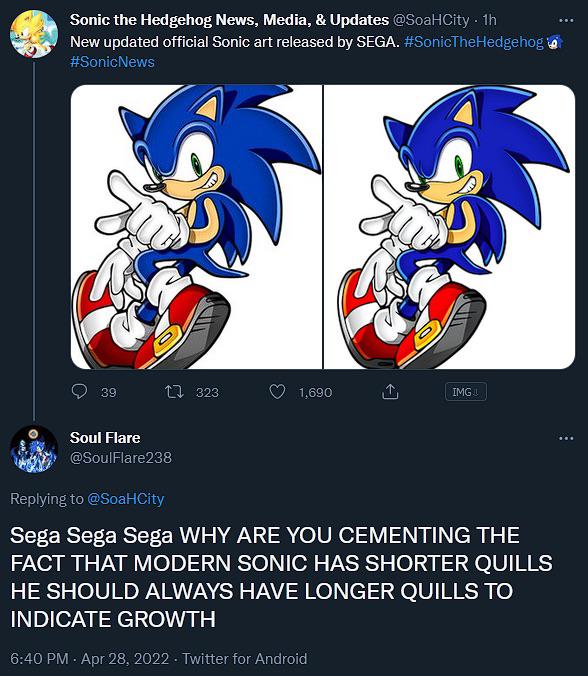 Sonic the Hedgehog News, Media, & Updates @SoaHCity · 1h
New updated official Sonic art released by SEGA. #SonicTheHedgehog
#SonicNews
39 323 1,690 IMG
Soul Flare
@SoulFlare238
Replying to @SoaHCity
Sega Sega Sega WHY ARE YOU CEMENTING THE
FACT THAT MODERN SONIC HAS SHORTER QUILLS
HE SHOULD ALWAYS HAVE LONGER QUILLS TO
INDICATE GROWTH
6:40 PM · Apr 28, 2022 · Twitter for Android